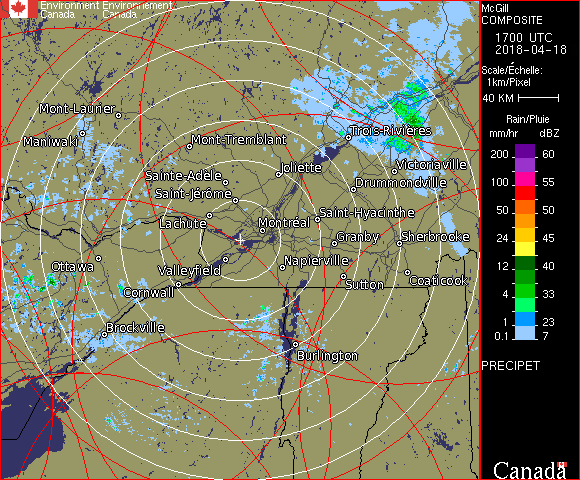 Environment Environnement
Canada Canada
McGill
COMPOSITE
1700 UTC
2018-04-18
Scale/Échelle:
1km/Pixel
40 KM
Rain/Pluie
mm/hr dBZ
200 60
100 55
50 50
24 45
12 40
4 33
1 23
0.1 7
PRECIPET
Canada
Mont-Laurier
Maniwaki
Mont-Tremblant
Trois-Rivières
Joliette
Victoriaville
Sainte-Adèle
Drummondville
Saint-Jérôme
Lachute
Montréal
Saint-Hyacinthe
Granby
Sherbrooke
Ottawa
Valleyfield
Napierville
Cornwall
Sutton
Coaticook
Brockville
Burlington